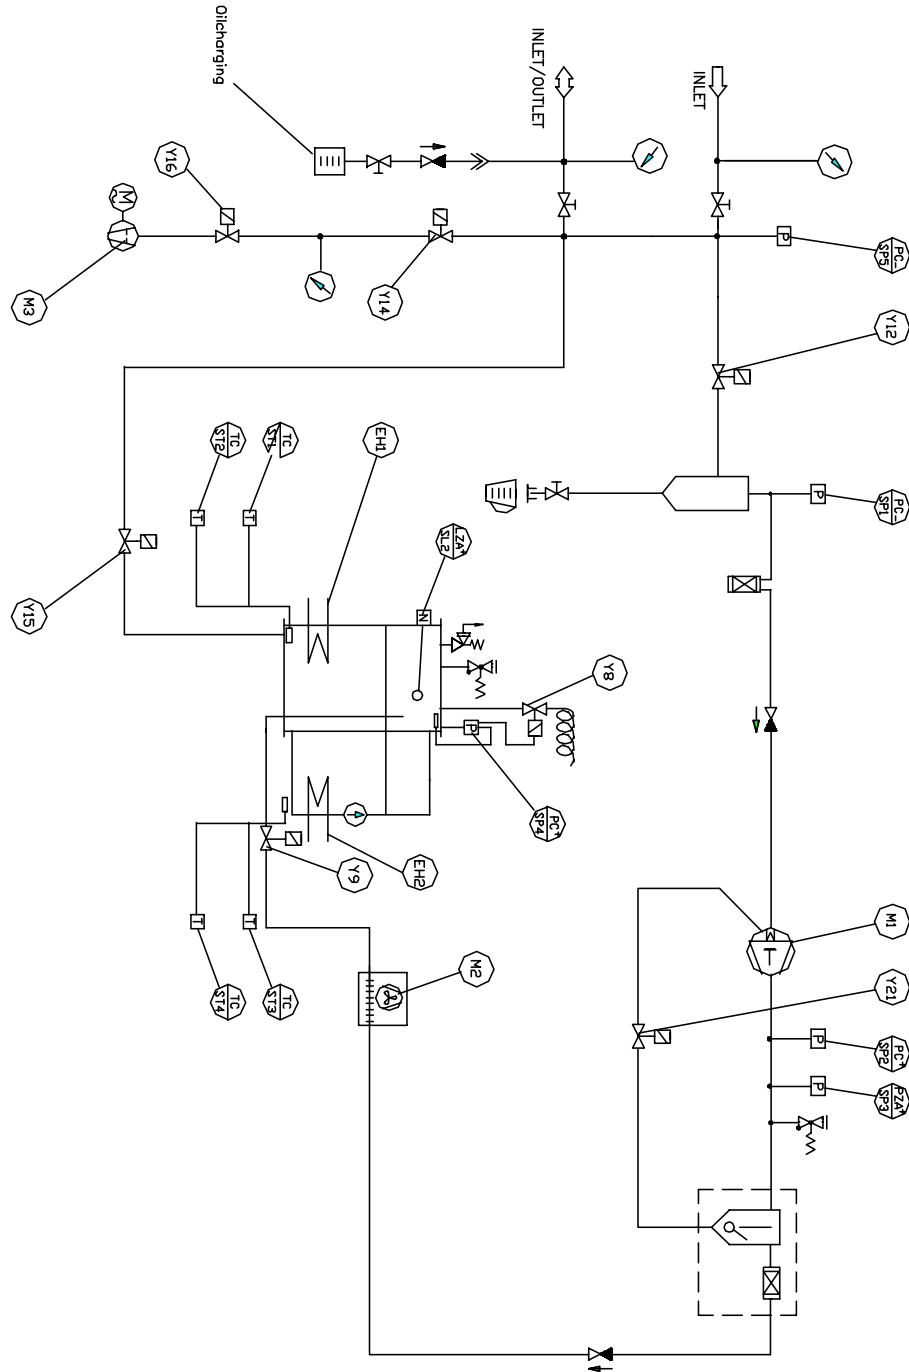 PC-
SP5
Y12
PC-
SP1
M1
Y21
PC+
SP2
PZA+
SP3
P
P
P
P
M
INLET
Y8
INLET/OUTLET
PC+
SP4
P
M2
LZA+
SL2
N
EH2
Y14
EH1
Y9
TC
ST1
TC
ST3
T
T
TC
ST2
TC
ST4
T
T
Oilcharging
Y16
M
M3
Y15